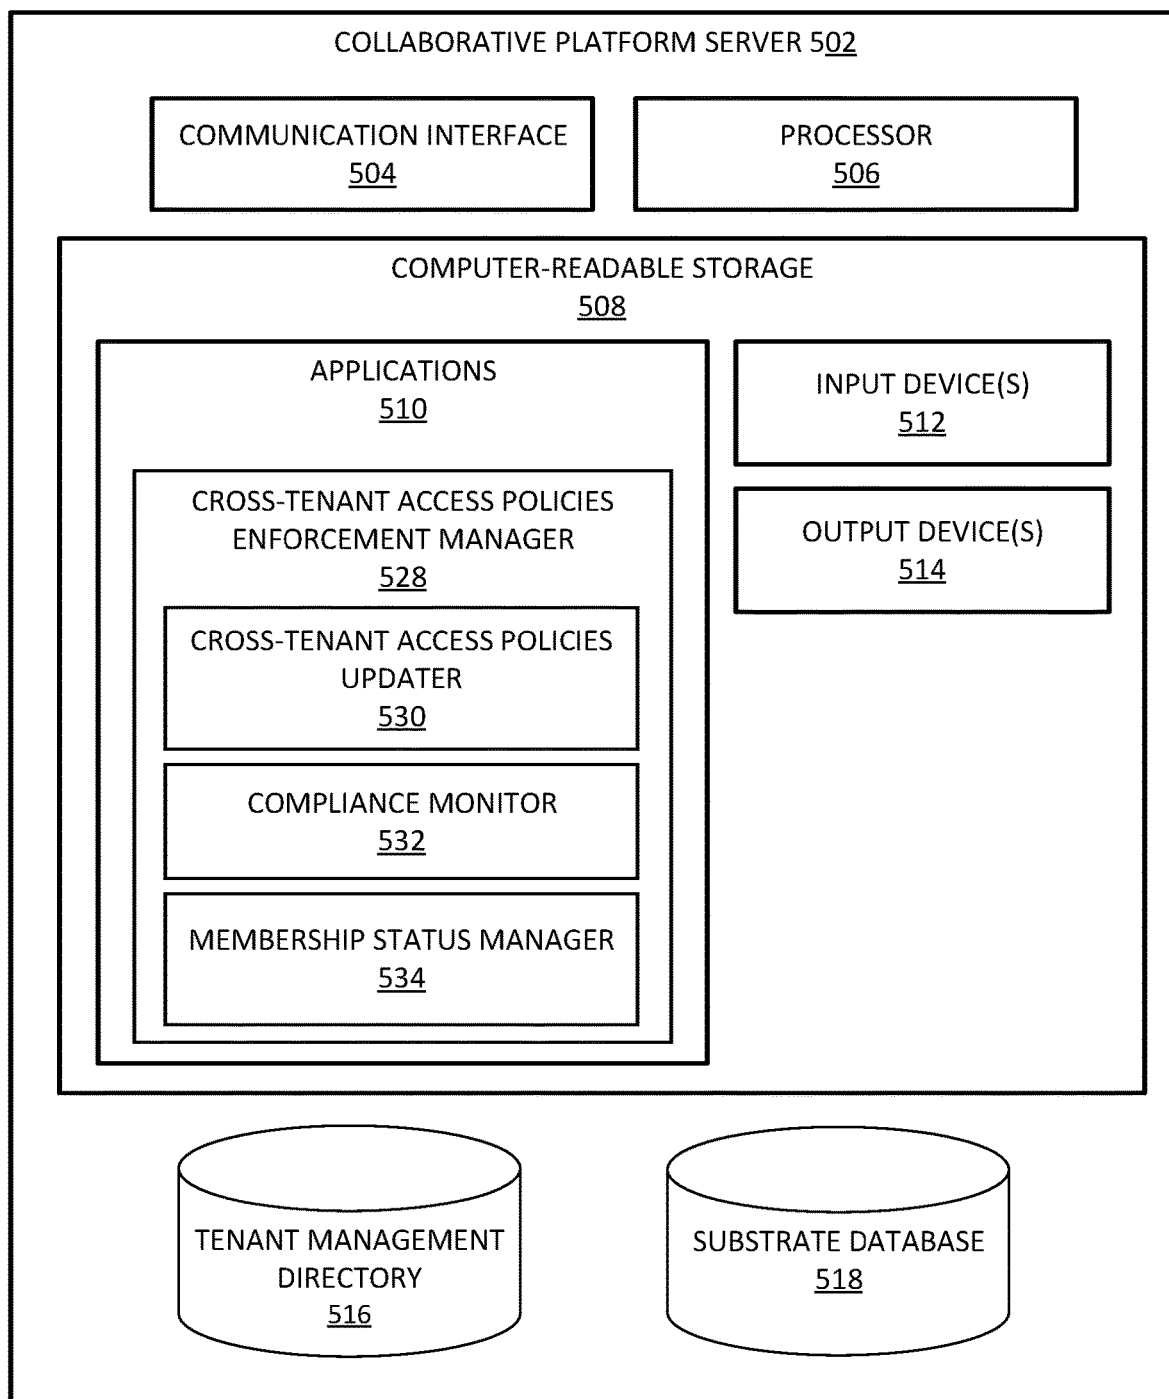 COLLABORATIVE PLATFORM SERVER 502
COMMUNICATION INTERFACE
504
PROCESSOR
506
COMPUTER-READABLE STORAGE
508
APPLICATIONS
510
CROSS-TENANT ACCESS POLICIES
ENFORCEMENT MANAGER
528
CROSS-TENANT ACCESS POLICIES
UPDATER
530
COMPLIANCE MONITOR
532
MEMBERSHIP STATUS MANAGER
534
INPUT DEVICE(S)
512
OUTPUT DEVICE(S)
514
TENANT MANAGEMENT
DIRECTORY
516
SUBSTRATE DATABASE
518